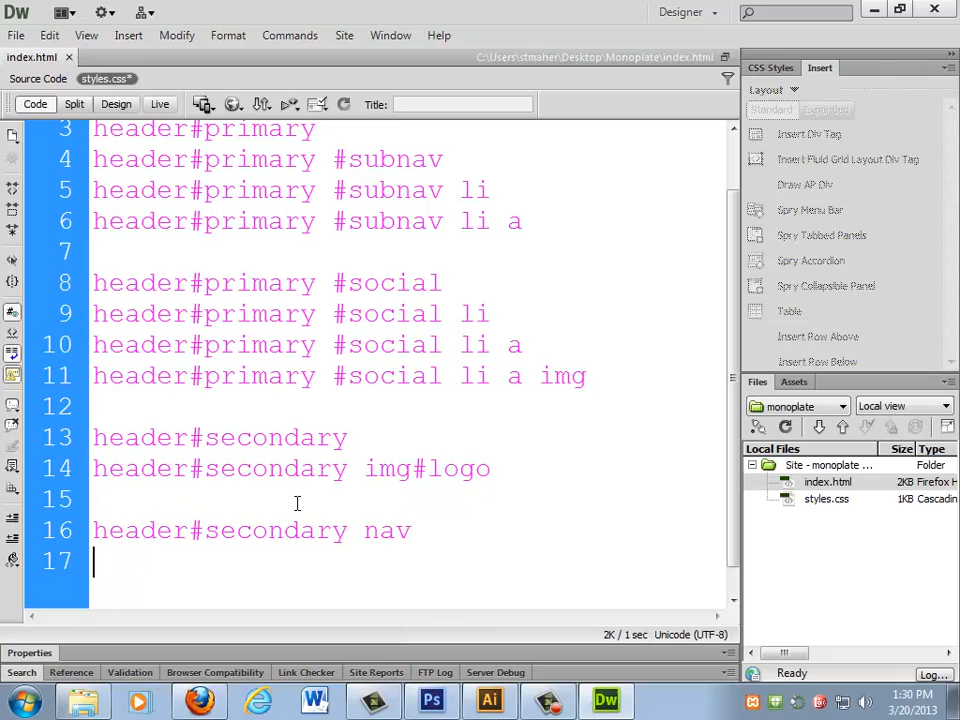 Dw
Designer
File Edit View Insert Modify Format Commands Site Window Help
index.html
C:\Users\stmaher\Desktop\Monoplate\index.html
Source Code styles.css*
Code Split Design Live Title:
3 header#primary
4 header#primary #subnav
5 header#primary #subnav li
6 header#primary #subnav li a
7
8 header#primary #social
9 header#primary #social li
10 header#primary #social li a
11 header#primary #social li a img
12
13 header#secondary
14 header#secondary img#logo
15
16 header#secondary nav
17
2K / 1 sec Unicode (UTF-8)
Properties
Search Reference Validation Browser Compatibility Link Checker Site Reports FTP Log Server Debug
CSS Styles Insert
Layout
Standard Expanded
Insert Div Tag
Insert Fluid Grid Layout Div Tag
Draw AP Div
Spry Menu Bar
Spry Tabbed Panels
Spry Accordion
Spry Collapsible Panel
Table
Insert Row Above
Insert Row Below
Files Assets
monoplate Local view
Local Files Size Type
Site - monoplate ... Folder
index.html 2KB Firefox H
styles.css 1KB Cascadin
Ready Log...
W Ps Ai Dw
1:30 PM
3/20/2013